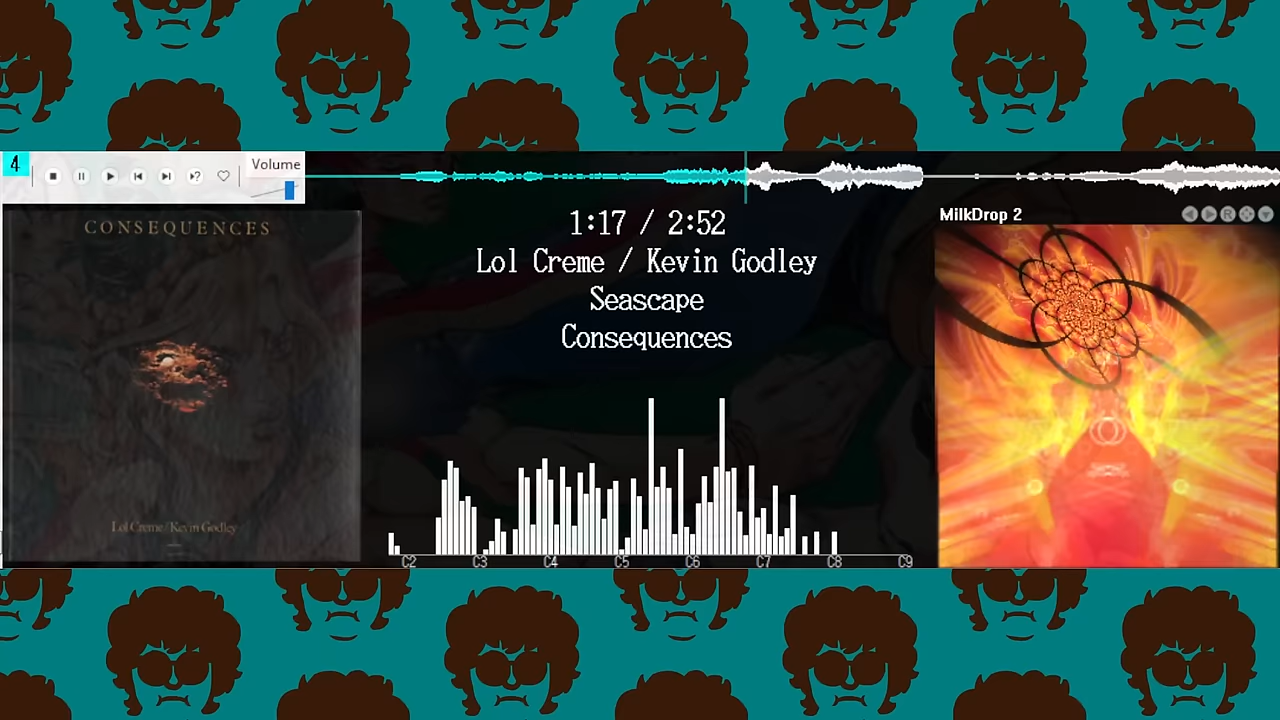 4
Volume
CONSEQUENCES
Lol Creme / Kevin Godley
1:17 / 2:52
Lol Creme / Kevin Godley
Seascape
Consequences
C2 C3 C4 C5 C6 C7 C8 C9
MilkDrop 2
R